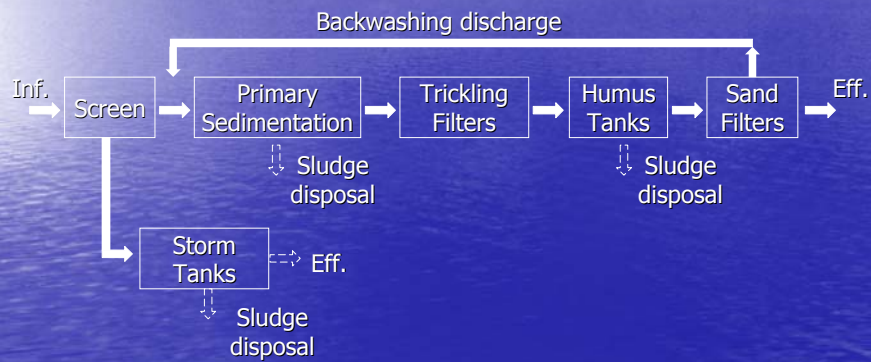 Backwashing discharge
Inf.
Screen
Primary
Sedimentation
Trickling
Filters
Humus
Tanks
Sand
Filters
Eff.
Sludge
disposal
Sludge
disposal
Storm
Tanks
Eff.
Sludge
disposal